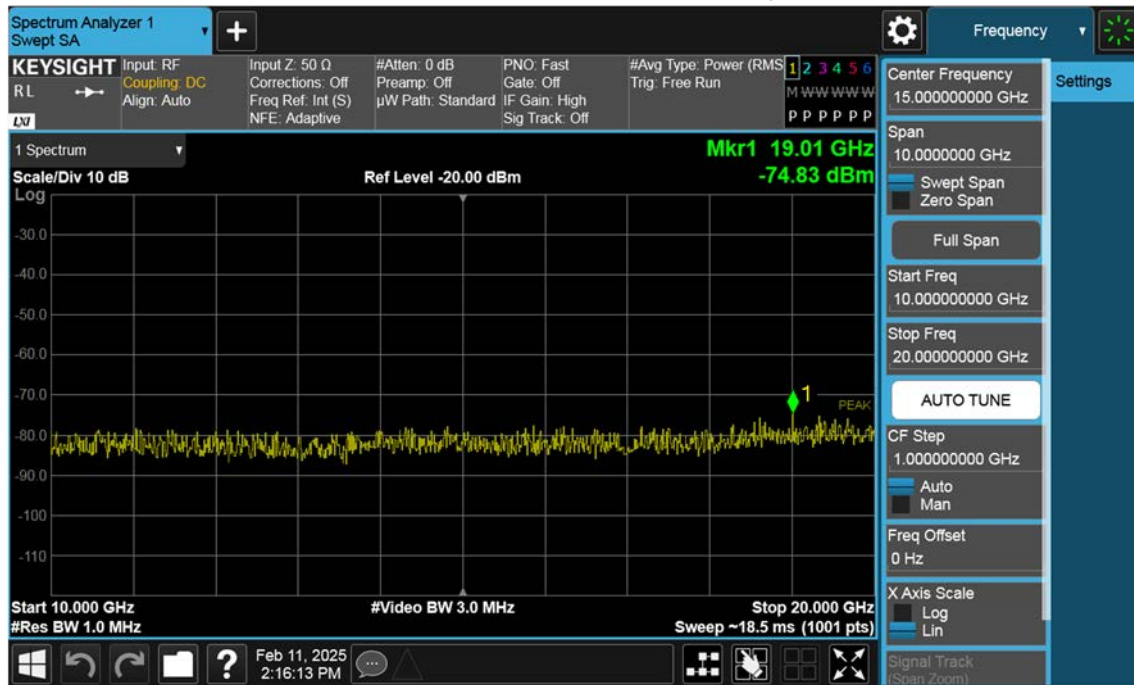 Spectrum Analyzer 1
Swept SA
Frequency
KEYSIGHT
RL
LXI
Input: RF
Coupling: DC
Align: Auto
Input Z: 50 Ω
Corrections: Off
Freq Ref: Int (S)
NFE: Adaptive
#Atten: 0 dB
Preamp: Off
µW Path: Standard
PNO: Fast
Gate: Off
IF Gain: High
Sig Track: Off
#Avg Type: Power (RMS
Trig: Free Run
1 2 3 4 5 6
M W W W W W
P P P P P P
1 Spectrum
Mkr1 19.01 GHz
Scale/Div 10 dB
Ref Level -20.00 dBm
-74.83 dBm
Log
-30.0
-40.0
-50.0
-60.0
-70.0
1
PEAK
-80.0
-90.0
-100
-110
Start 10.000 GHz
#Video BW 3.0 MHz
Stop 20.000 GHz
#Res BW 1.0 MHz
Sweep ~18.5 ms (1001 pts)
Feb 11, 2025
2:16:13 PM
?
Center Frequency
15.000000000 GHz
Span
10.0000000 GHz
Swept Span
Zero Span
Full Span
Start Freq
10.000000000 GHz
Stop Freq
20.000000000 GHz
AUTO TUNE
CF Step
1.000000000 GHz
Auto
Man
Freq Offset
0 Hz
X Axis Scale
Log
Lin
Signal Track
(Span Zoom)
Settings